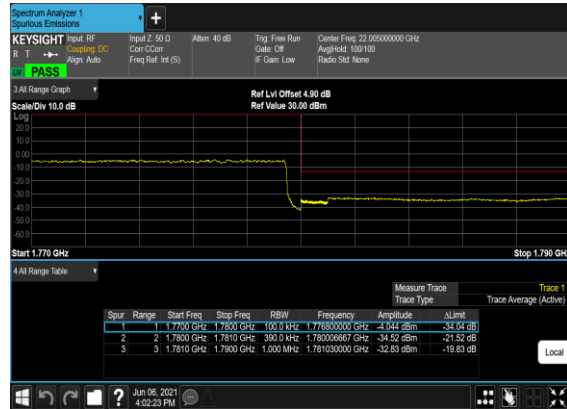 Spectrum Analyzer 1
Spurious Emissions
KEYSIGHT Input: RF Input Z: 50 Ω Atten: 40 dB Trig: Free Run Center Freq: 22.005000000 GHz
R T Coupling: DC Corr CCorr Gate: Off Avg|Hold: 100/100
Align: Auto Freq Ref: Int (S) IF Gain: Low Radio Std: None
LXI PASS
3 All Range Graph
Ref Lvl Offset 4.90 dB
Scale/Div 10.0 dB Ref Value 30.00 dBm
Log
20.0
10.0
0.00
-10.0
-20.0
-30.0
-40.0
-50.0
-60.0
Start 1.770 GHz Stop 1.790 GHz
4 All Range Table
Measure Trace Trace 1
Trace Type Trace Average (Active)
Spur Range Start Freq Stop Freq RBW Frequency Amplitude ΔLimit
1 1 1.7700 GHz 1.7800 GHz 100.0 kHz 1.776800000 GHz -4.044 dBm -34.04 dB
2 2 1.7800 GHz 1.7810 GHz 390.0 kHz 1.780006667 GHz -34.52 dBm -21.52 dB
3 3 1.7810 GHz 1.7900 GHz 1.000 MHz 1.781030000 GHz -32.83 dBm -19.83 dB
Local
? Jun 06, 2021
4:02:23 PM